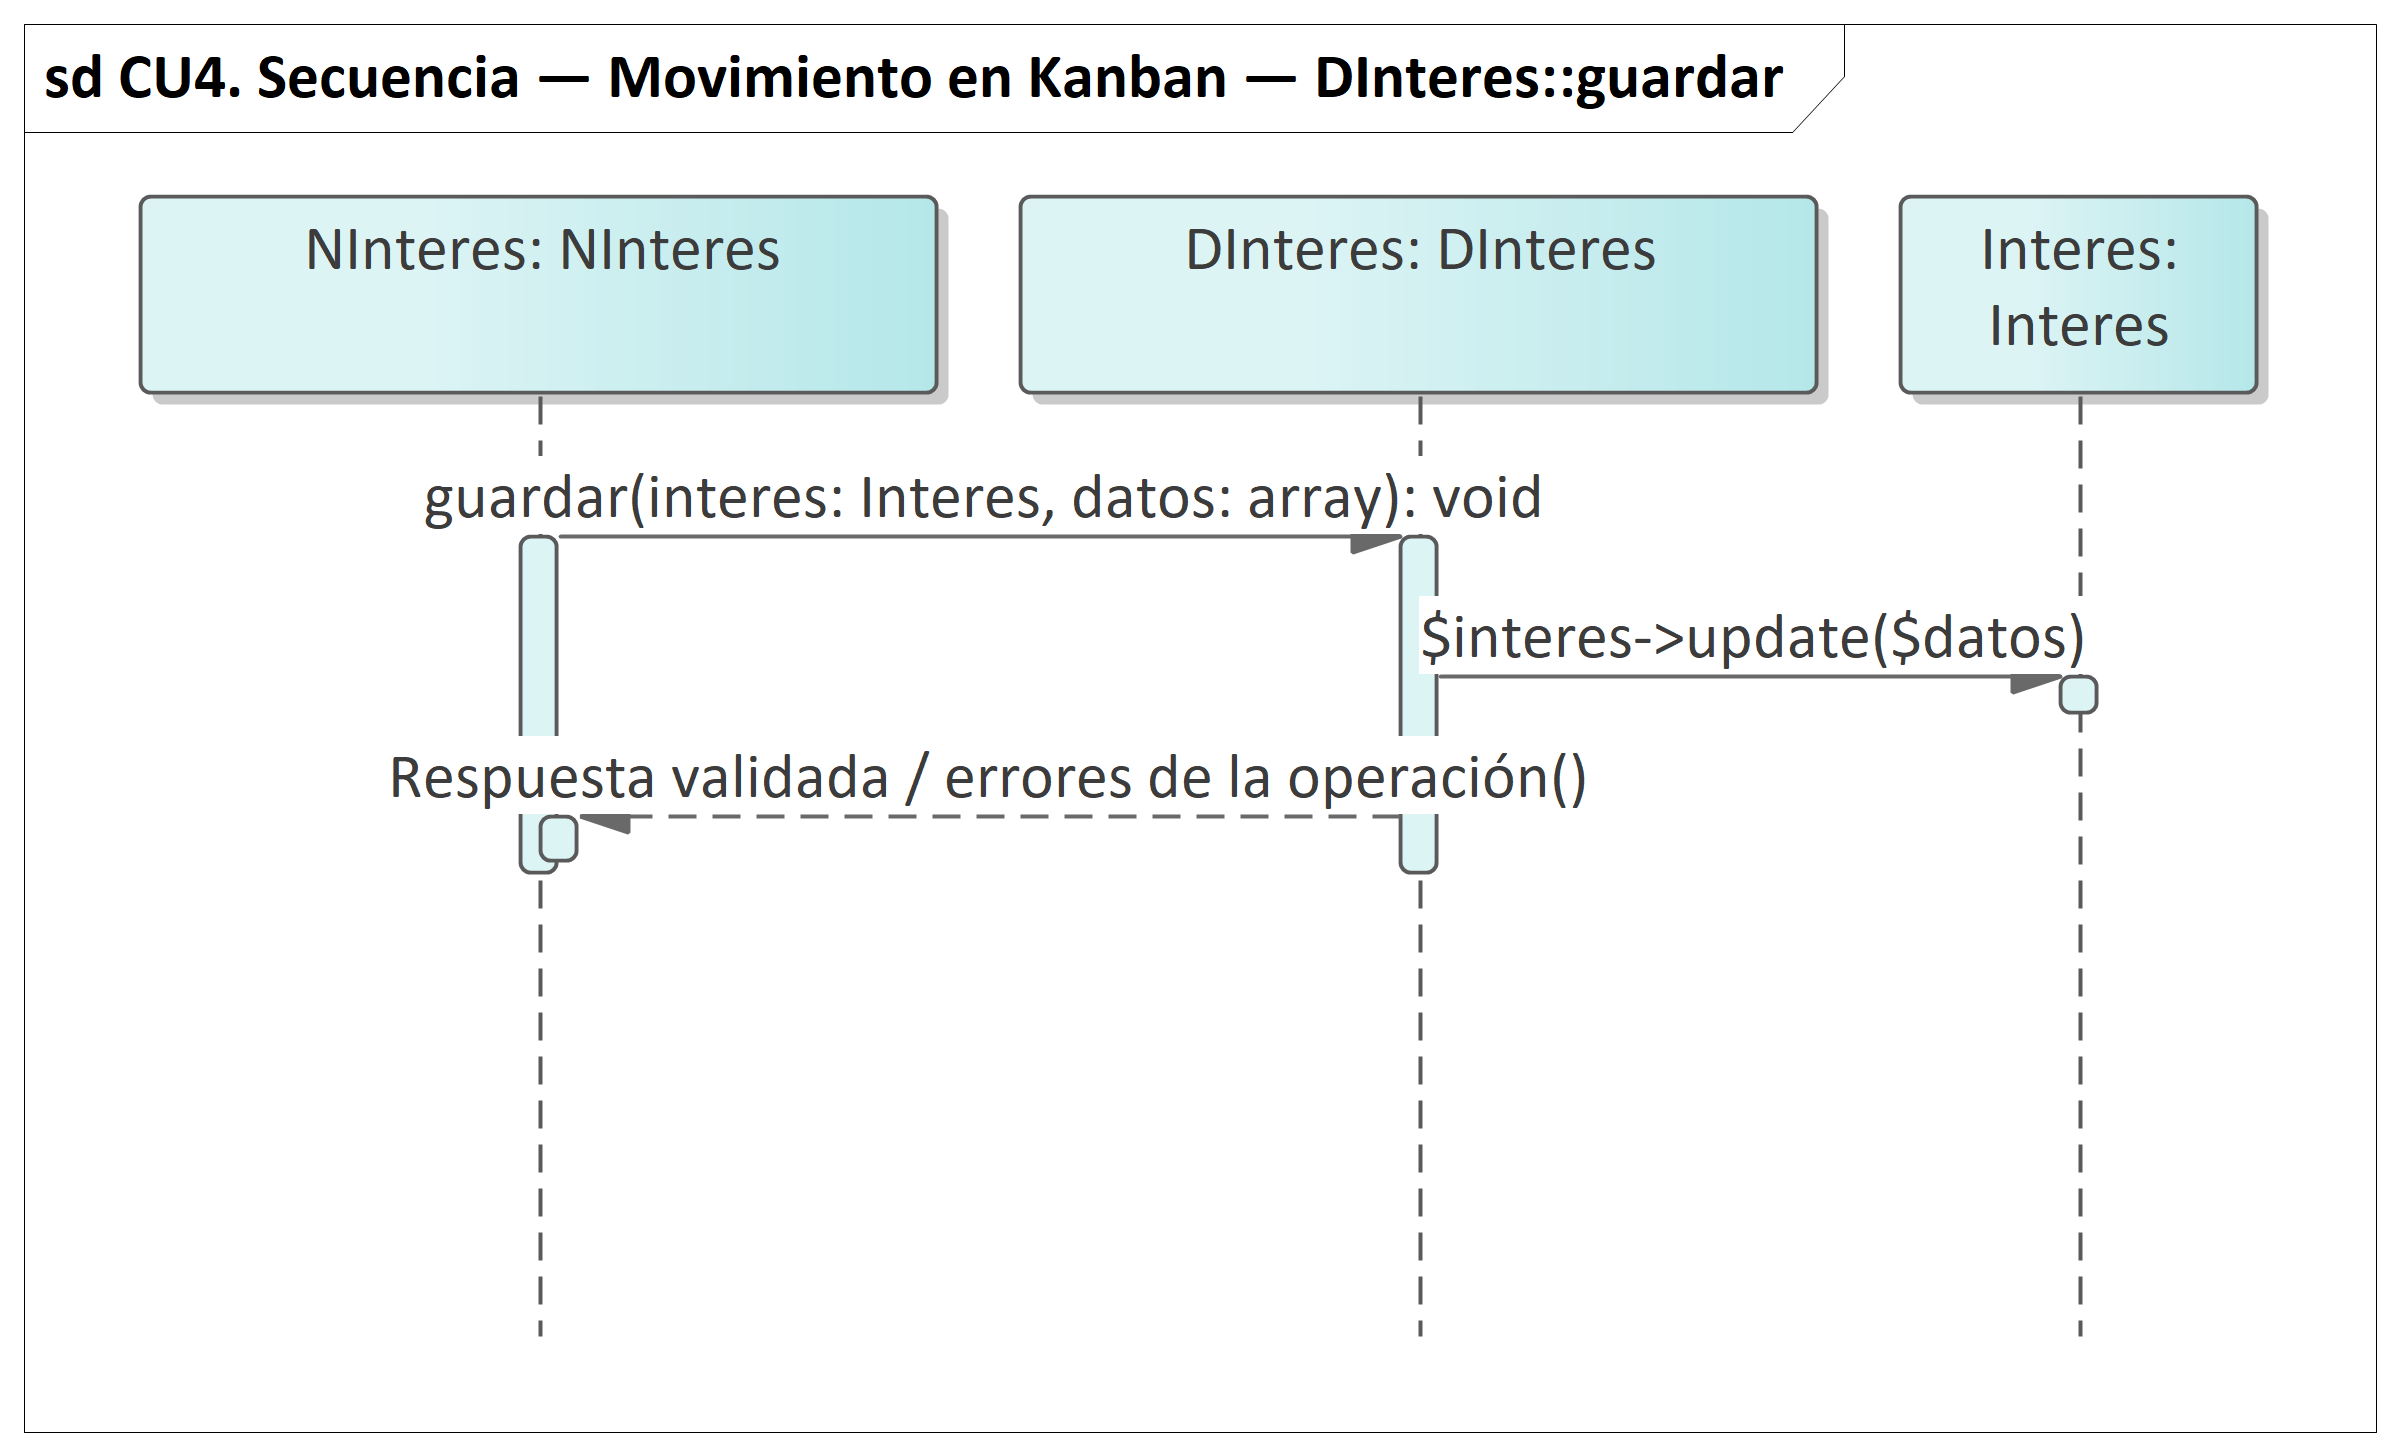 sd CU4. Secuencia — Movimiento en Kanban — DInteres::guardar
NInteres: NInteres
DInteres: DInteres
Interes:
Interes
guardar(interes: Interes, datos: array): void
$interes->update($datos)
Respuesta validada / errores de la operación()